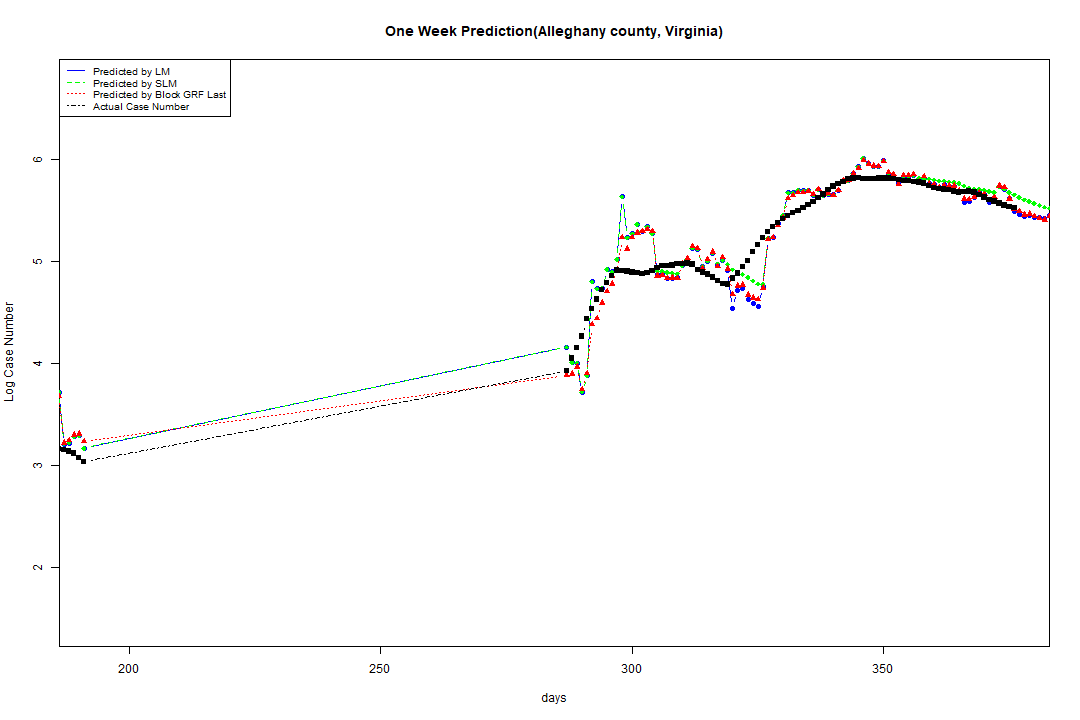 One Week Prediction(Alleghany county, Virginia)
Predicted by LM
Predicted by SLM
Predicted by Block GRF Last
Actual Case Number
6
5
4
3
2
Log Case Number
200
250
300
350
days